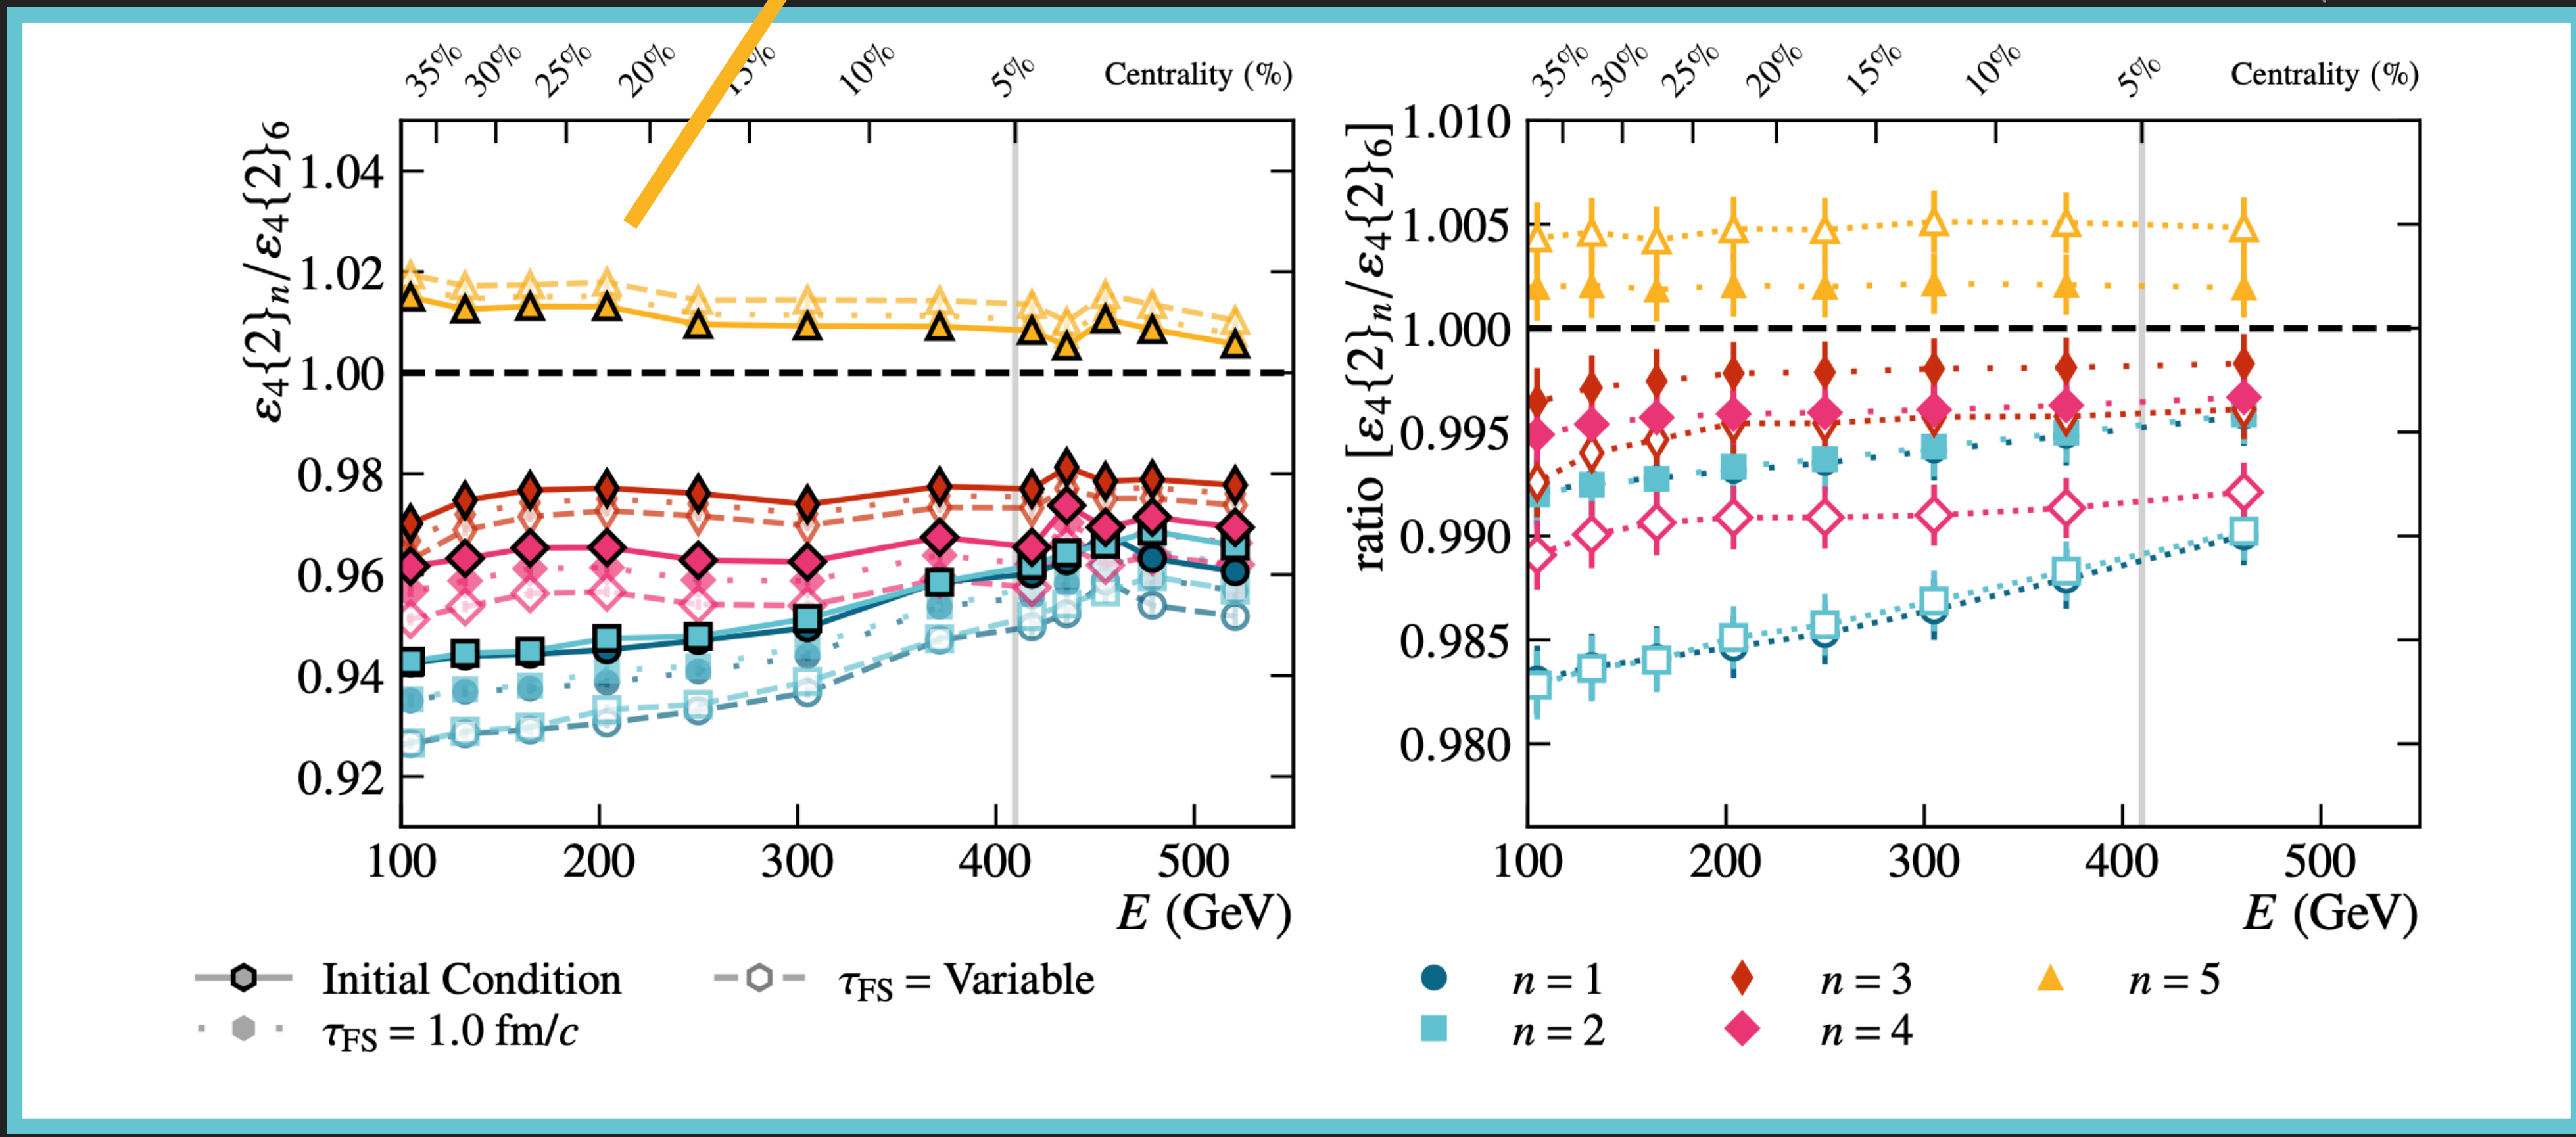 35% 30% 25% 20% 10% 5% Centrality (%)
ε₄{2}ₙ/ε₄{2}₆
1.04
1.02
1.00
0.98
0.96
0.94
0.92
100 200 300 400 500
E (GeV)
35% 30% 25% 20% 15% 10% 5% Centrality (%)
ratio [ε₄{2}ₙ/ε₄{2}₆]
1.010
1.005
1.000
0.995
0.990
0.985
0.980
100 200 300 400 500
E (GeV)
Initial Condition
τFS = Variable
τFS = 1.0 fm/c
n = 1
n = 3
n = 5
n = 2
n = 4